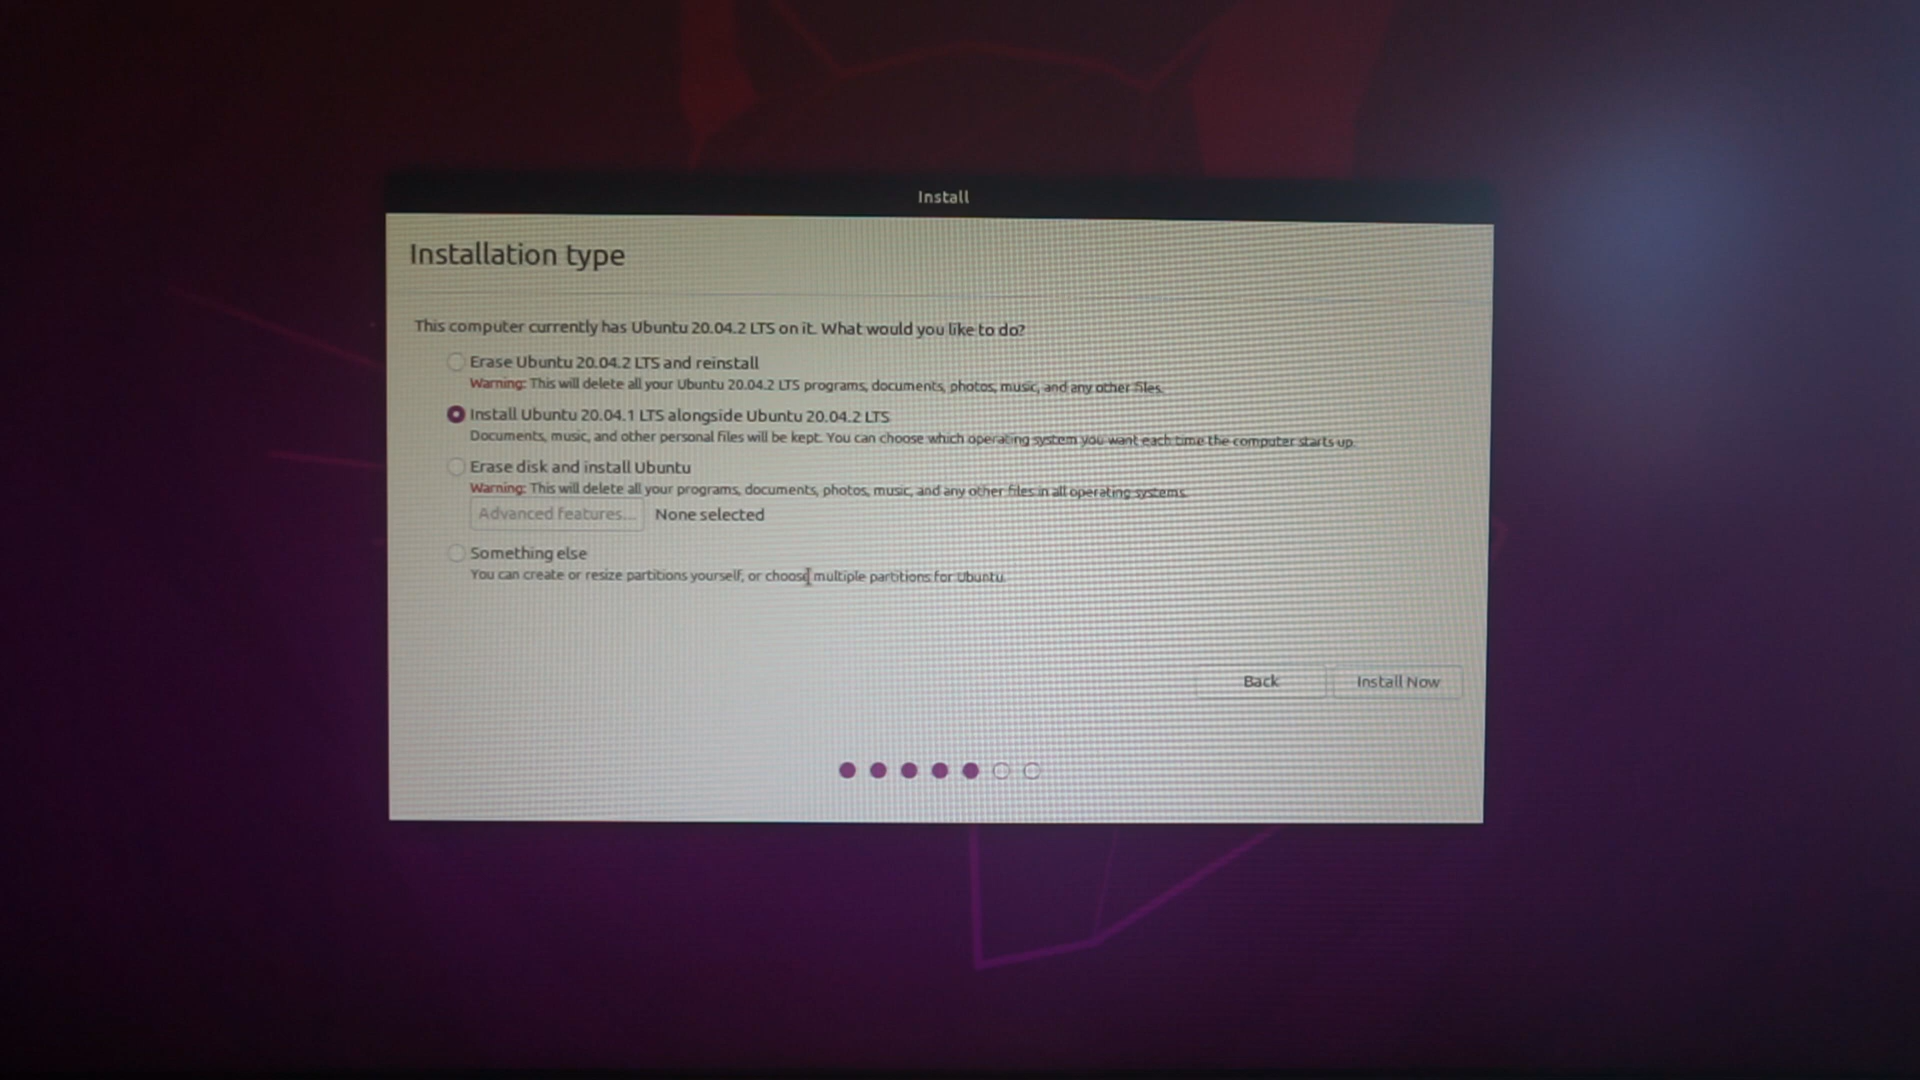 Install
Installation type
This computer currently has Ubuntu 20.04.2 LTS on it. What would you like to do?
Erase Ubuntu 20.04.2 LTS and reinstall
Warning: This will delete all your Ubuntu 20.04.2 LTS programs, documents, photos, music, and any other files.
Install Ubuntu 20.04.1 LTS alongside Ubuntu 20.04.2 LTS
Documents, music, and other personal files will be kept. You can choose which operating system you want each time the computer starts up.
Erase disk and install Ubuntu
Warning: This will delete all your programs, documents, photos, music, and any other files in all operating systems.
Advanced features... None selected
Something else
You can create or resize partitions yourself, or choose multiple partitions for Ubuntu.
Back Install Now